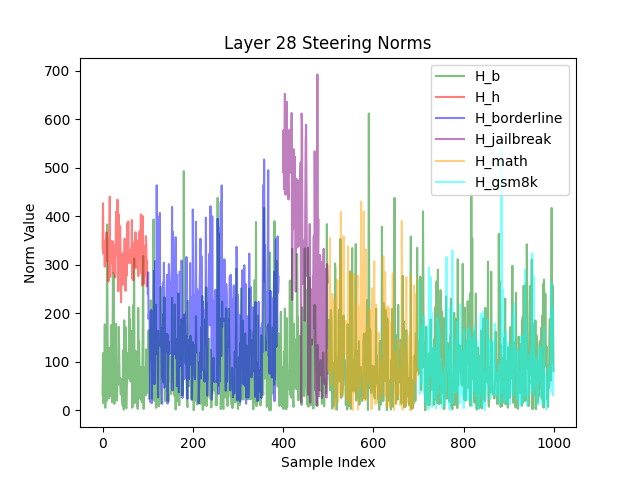 Layer 28 Steering Norms
Norm Value
700
600
500
400
300
200
100
0
H_b
H_h
H_borderline
H_jailbreak
H_math
H_gsm8k
0
200
400
600
800
1000
Sample Index